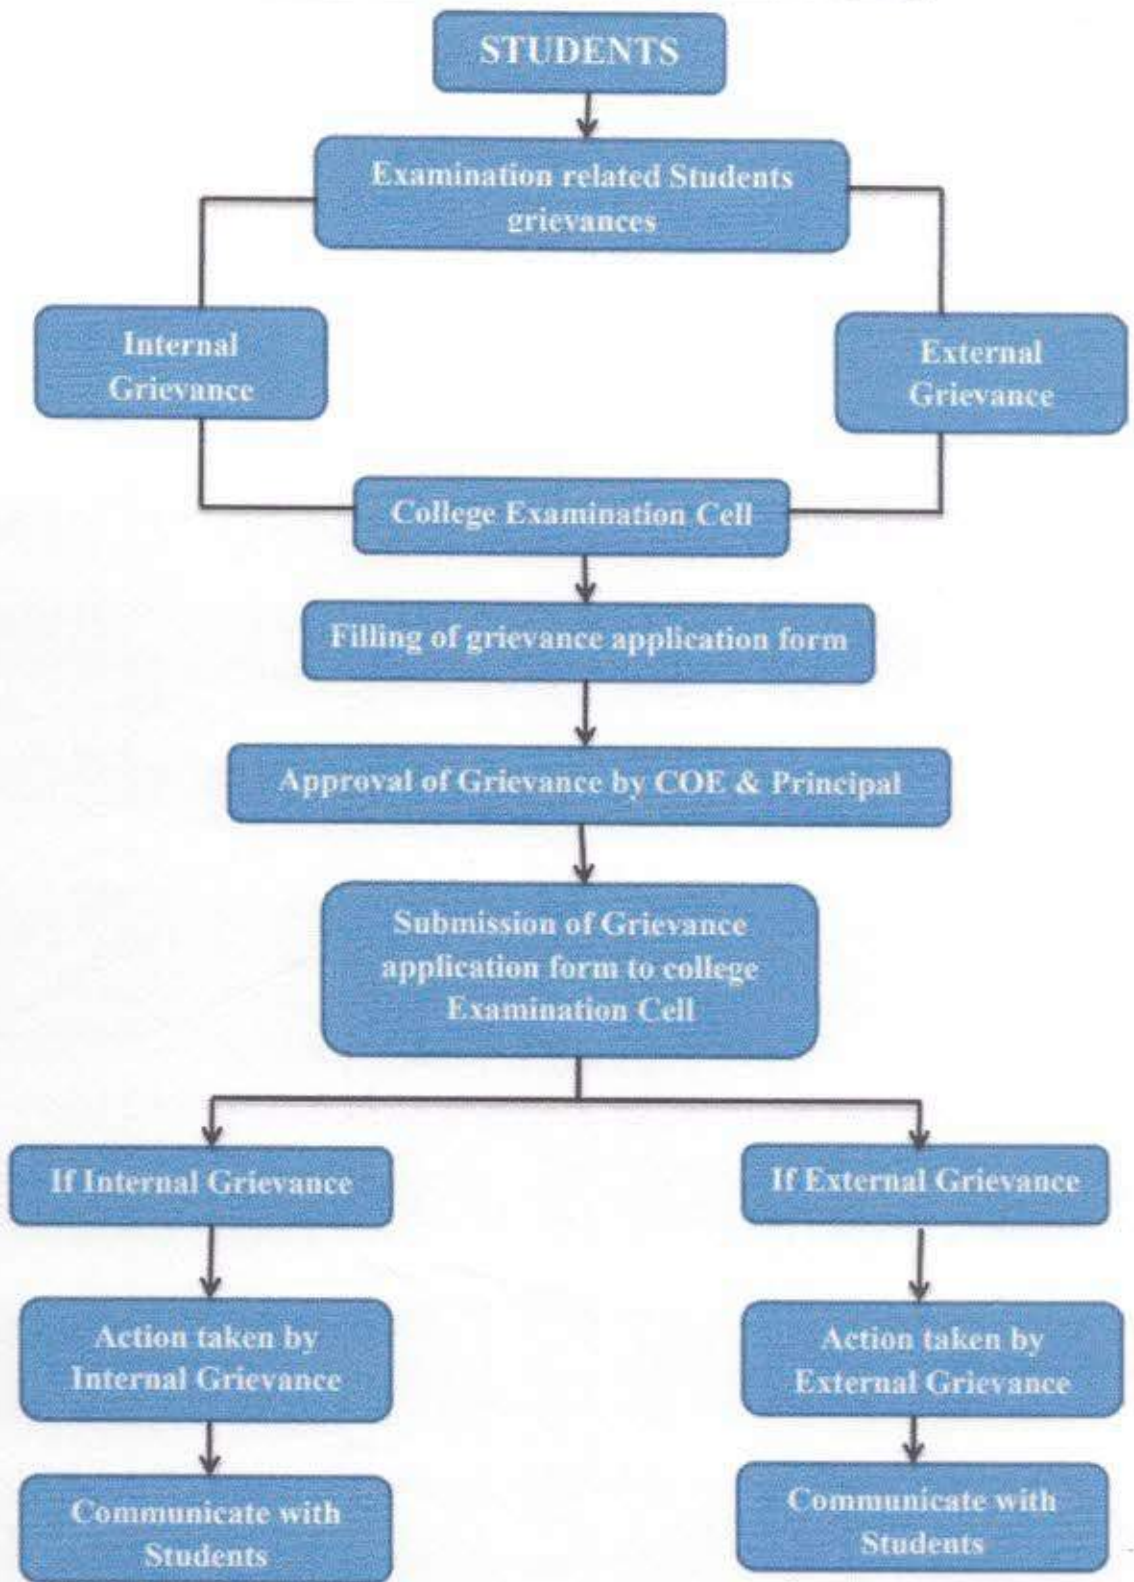 STUDENTS
Examination related Students
grievances
Internal
Grievance
External
Grievance
College Examination Cell
Filling of grievance application form
Approval of Grievance by COE & Principal
Submission of Grievance
application form to college
Examination Cell
If Internal Grievance
If External Grievance
Action taken by
Internal Grievance
Action taken by
External Grievance
Communicate with
Students
Communicate with
Students